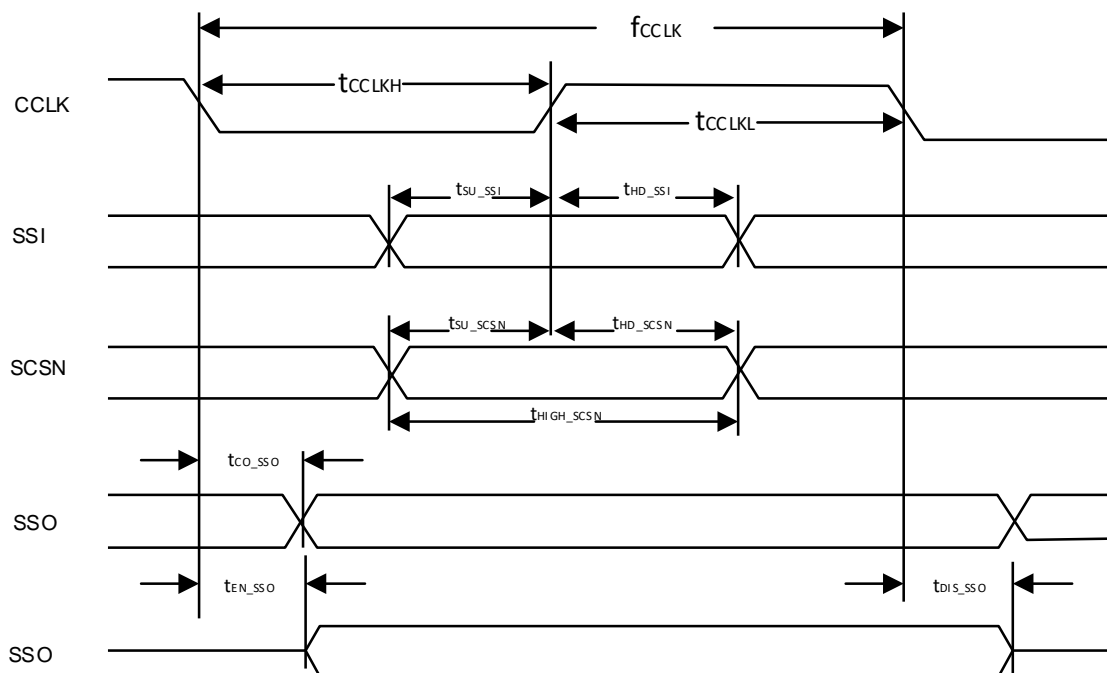 fCCLK
tCCLKH
CCLK
tCCLKL
tSU_SSI
tHD_SSI
SSI
tSU_SCSN
tHD_SCSN
SCSN
tHIGH_SCSN
tCO_SSO
SSO
tEN_SSO
tDIS_SSO
SSO